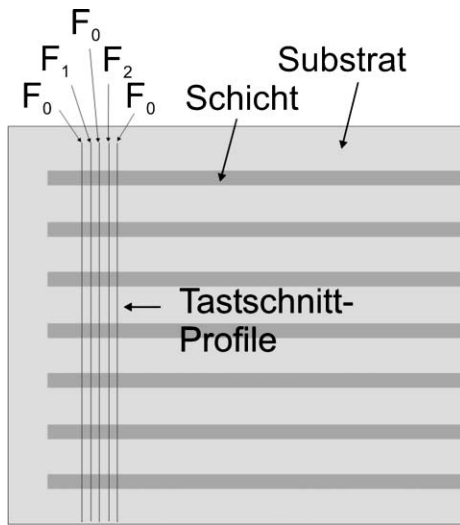 F₀
F₁ F₂
F₀ F₀
Substrat
Schicht
Tastschnitt-
Profile